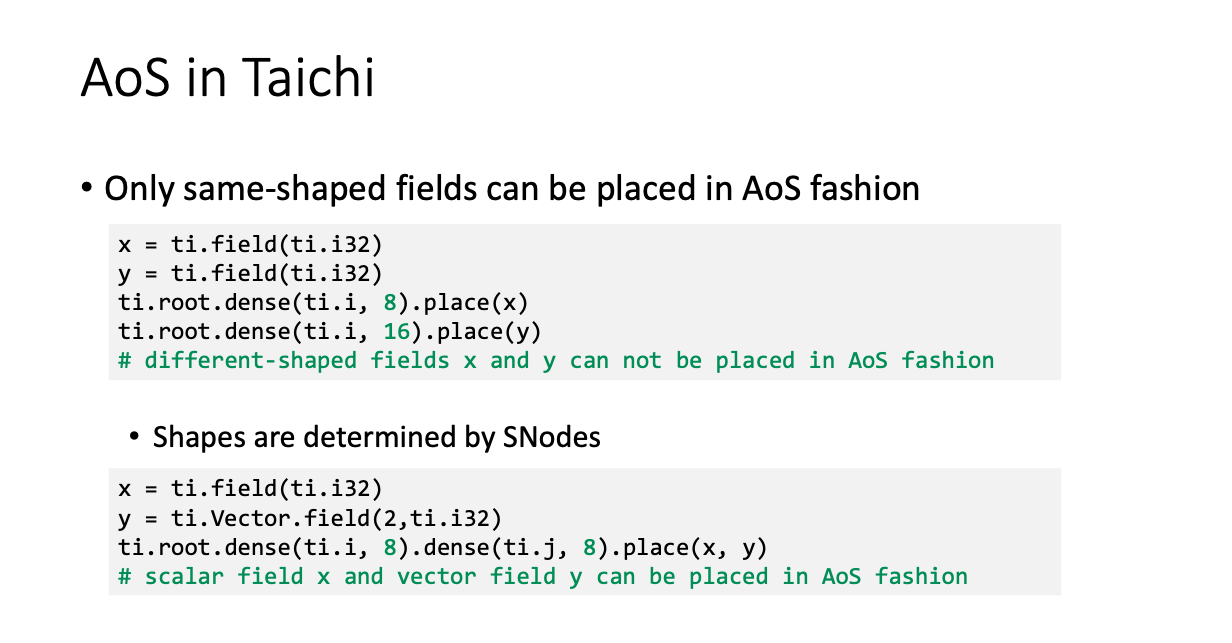 AoS in Taichi
• Only same-shaped fields can be placed in AoS fashion
x = ti.field(ti.i32)
y = ti.field(ti.i32)
ti.root.dense(ti.i, 8).place(x)
ti.root.dense(ti.i, 16).place(y)
# different-shaped fields x and y can not be placed in AoS fashion
• Shapes are determined by SNodes
x = ti.field(ti.i32)
y = ti.Vector.field(2,ti.i32)
ti.root.dense(ti.i, 8).dense(ti.j, 8).place(x, y)
# scalar field x and vector field y can be placed in AoS fashion